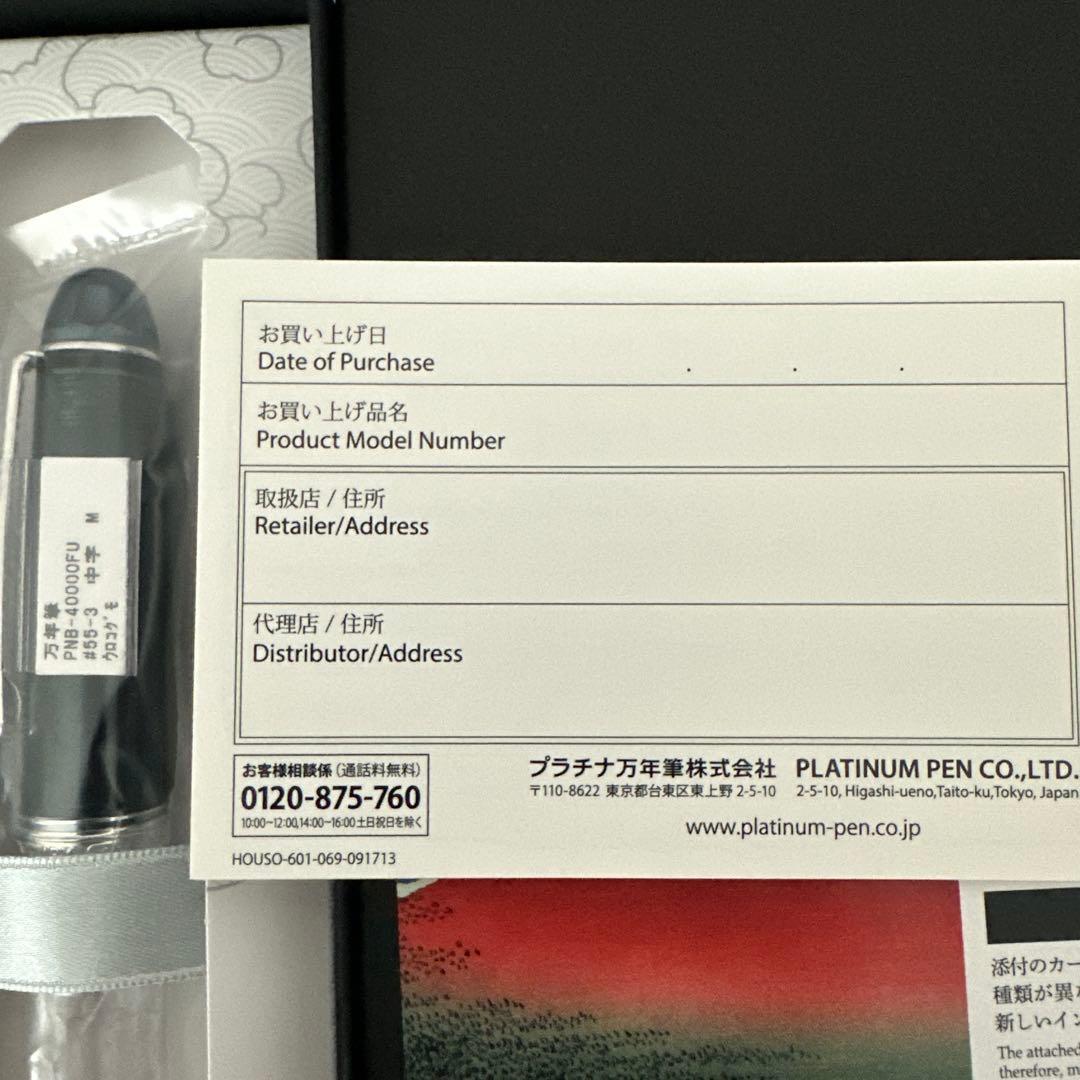 お買い上げ日
Date of Purchase . . .
お買い上げ品名
Product Model Number
取扱店 / 住所
Retailer/Address
代理店 / 住所
Distributor/Address
お客様相談係(通話料無料)
0120-875-760
10:00~12:00,14:00~16:00 土日祝日を除く
プラチナ万年筆株式会社 PLATINUM PEN CO.,LTD.
〒110-8622 東京都台東区東上野 2-5-10 2-5-10, Higashi-ueno,Taito-ku,Tokyo, Japan
www.platinum-pen.co.jp
HOUSO-601-069-091713
万年筆
PNB-40000FU
#55-3 中字 M
ウロコグモ
添付のカー
種類が異
新しいイン
The attached
therefore, m